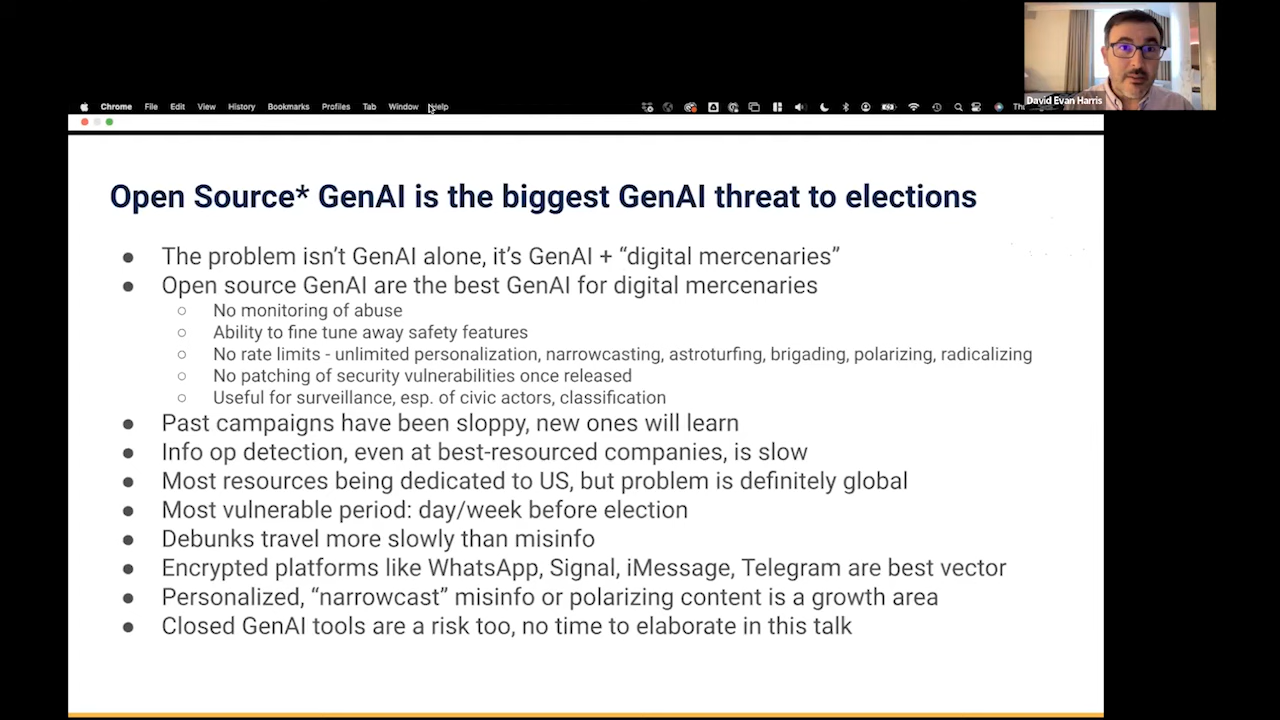 David Evan Harris
Chrome File Edit View History Bookmarks Profiles Tab Window Help
Open Source* GenAI is the biggest GenAI threat to elections
● The problem isn’t GenAI alone, it’s GenAI + “digital mercenaries”
● Open source GenAI are the best GenAI for digital mercenaries
○ No monitoring of abuse
○ Ability to fine tune away safety features
○ No rate limits - unlimited personalization, narrowcasting, astroturfing, brigading, polarizing, radicalizing
○ No patching of security vulnerabilities once released
○ Useful for surveillance, esp. of civic actors, classification
● Past campaigns have been sloppy, new ones will learn
● Info op detection, even at best-resourced companies, is slow
● Most resources being dedicated to US, but problem is definitely global
● Most vulnerable period: day/week before election
● Debunks travel more slowly than misinfo
● Encrypted platforms like WhatsApp, Signal, iMessage, Telegram are best vector
● Personalized, “narrowcast” misinfo or polarizing content is a growth area
● Closed GenAI tools are a risk too, no time to elaborate in this talk